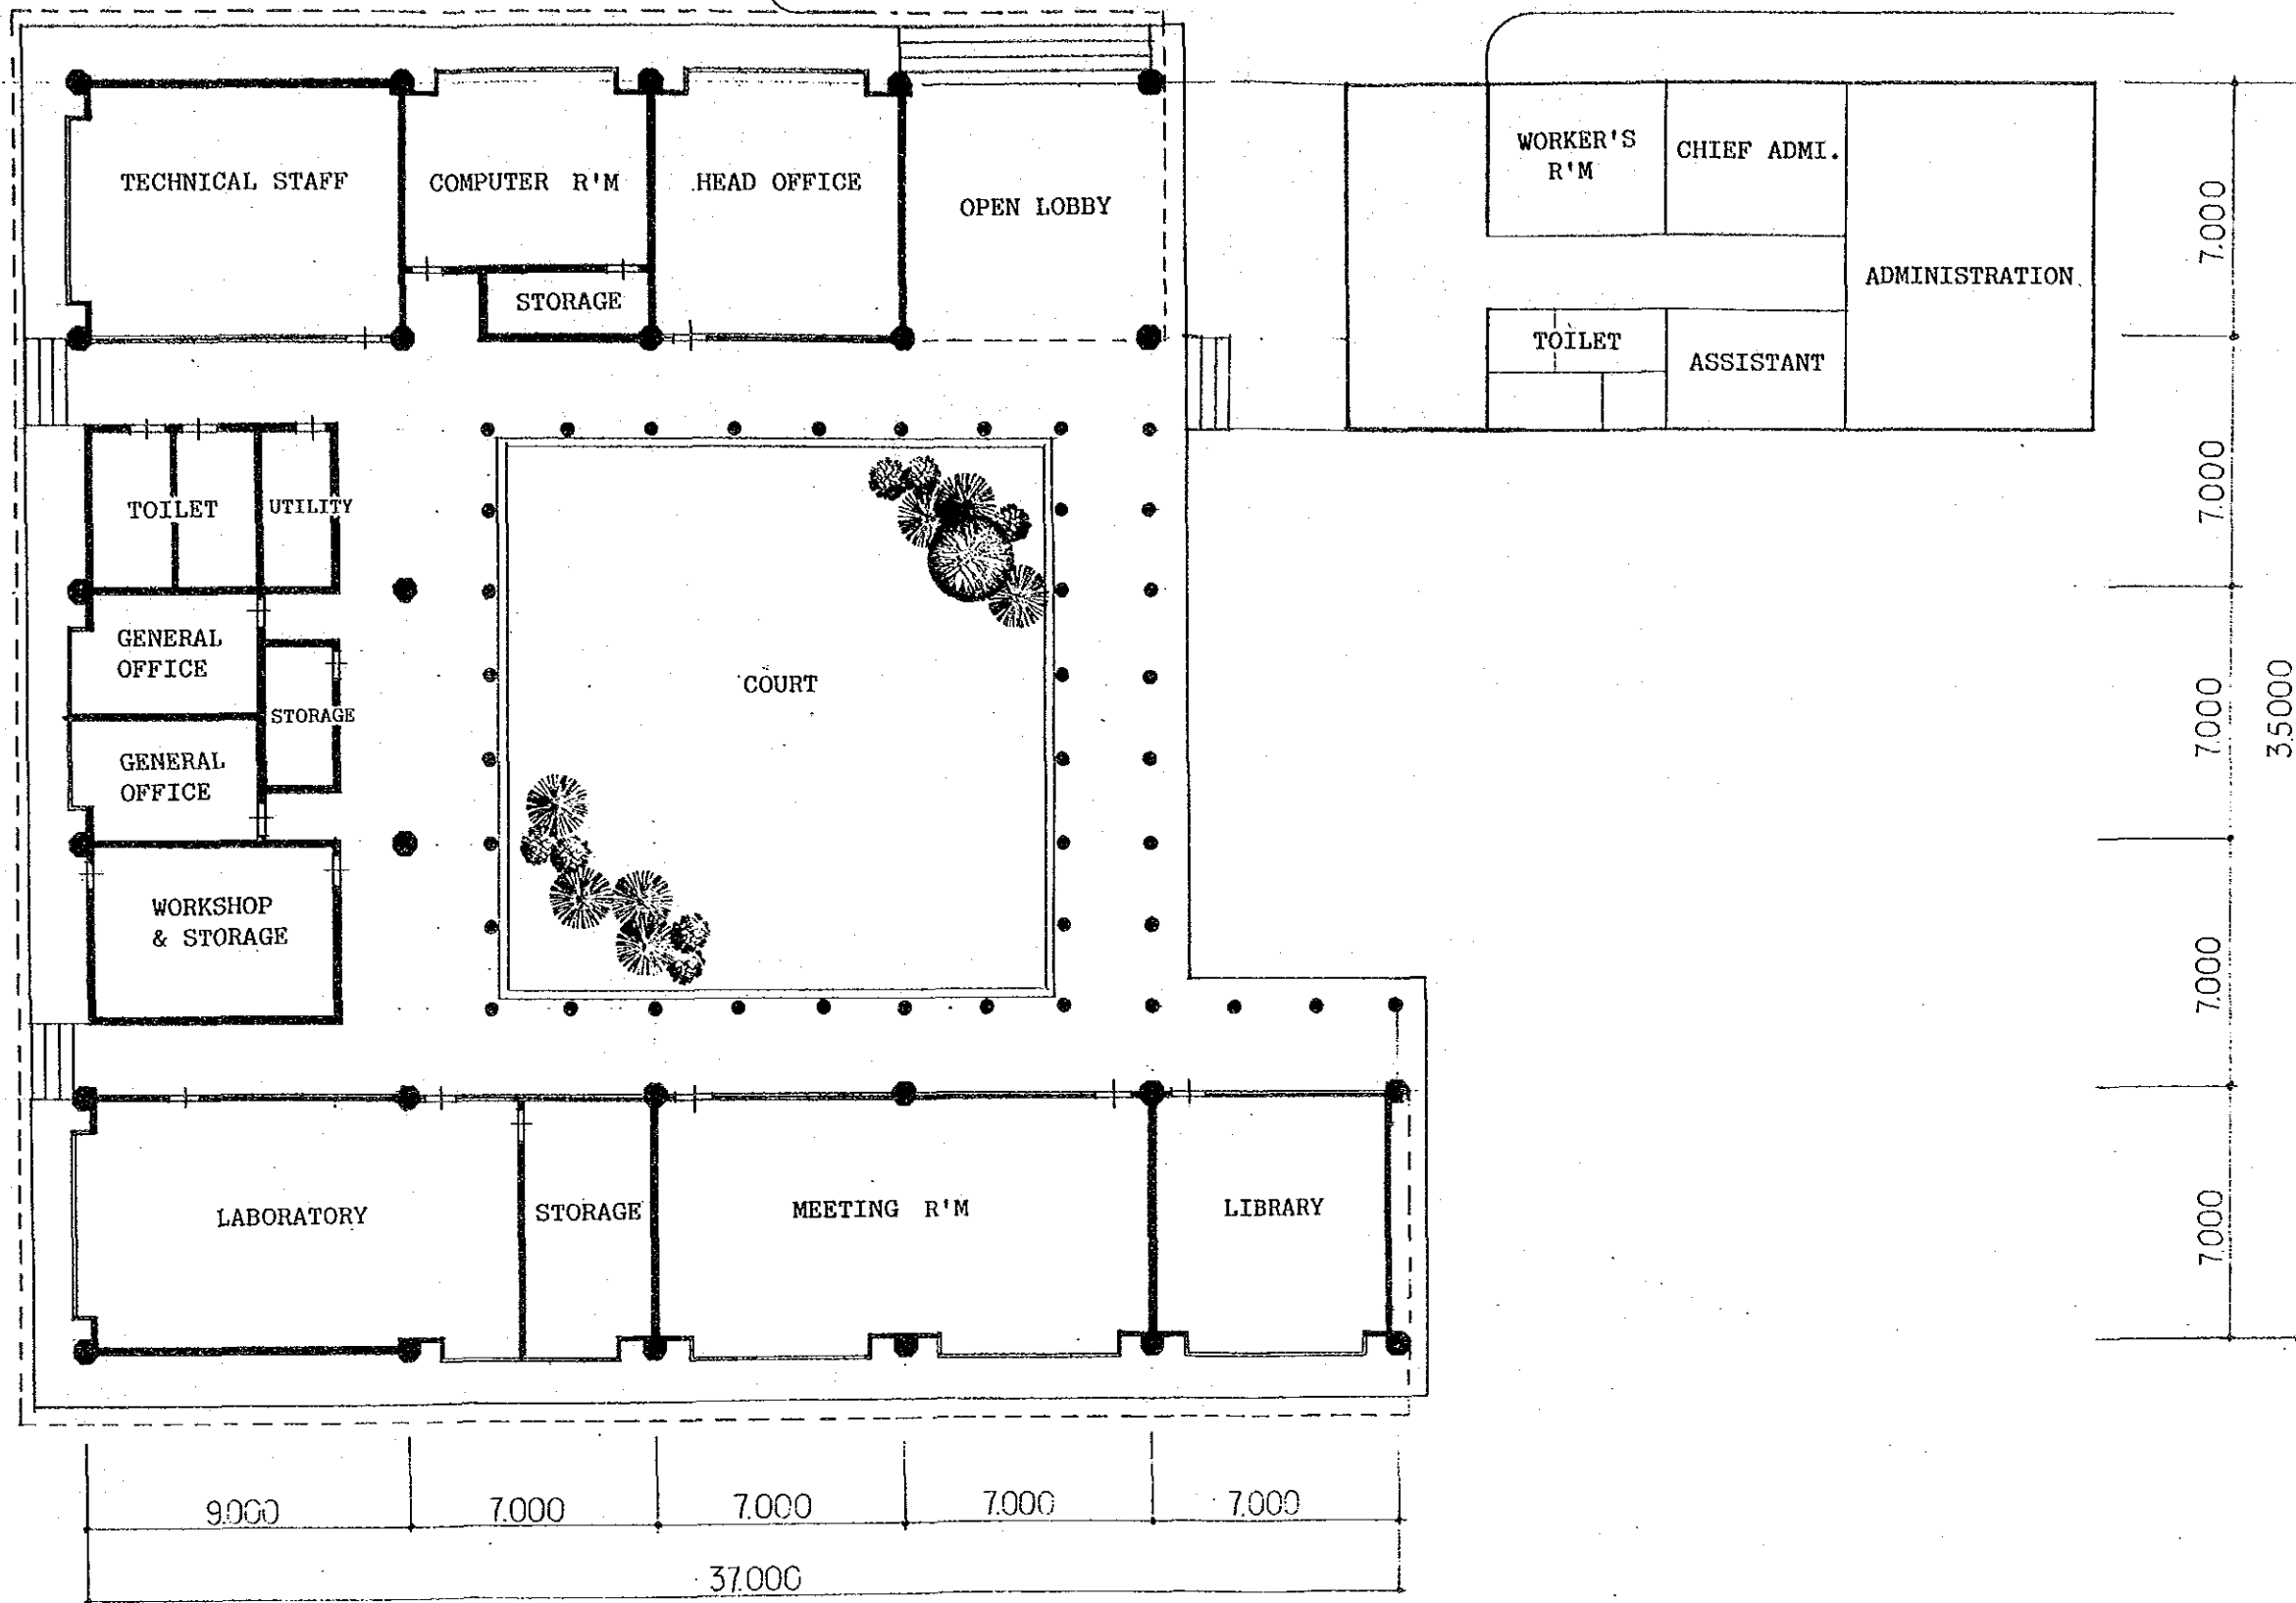 TECHNICAL STAFF
COMPUTER R'M
HEAD OFFICE
OPEN LOBBY
STORAGE
WORKER'S
R'M
CHIEF ADMI.
ADMINISTRATION
TOILET
ASSISTANT
TOILET
UTILITY
GENERAL
OFFICE
STORAGE
GENERAL
OFFICE
WORKSHOP
& STORAGE
COURT
LABORATORY
STORAGE
MEETING R'M
LIBRARY
7.000
7.000
7.000
7.000
7.000
35.000
9.000
7.000
7.000
7.000
7.000
37.000